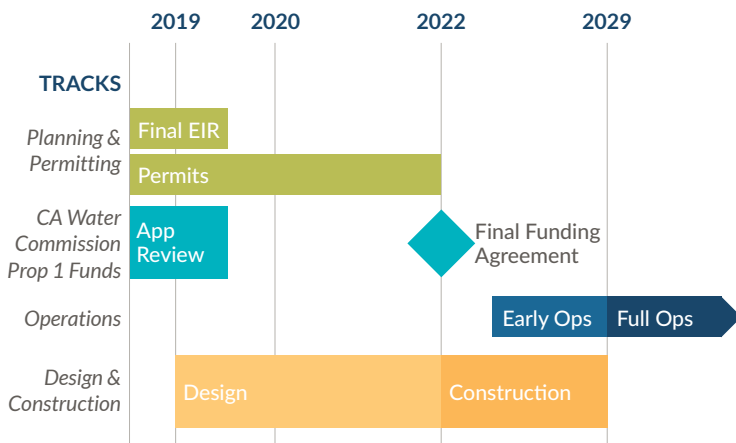 2019 2020 2022 2029
TRACKS
Planning &
Permitting
Final EIR
Permits
CA Water
Commission
Prop 1 Funds
App
Review
Final Funding
Agreement
Operations
Early Ops
Full Ops
Design &
Construction
Design
Construction